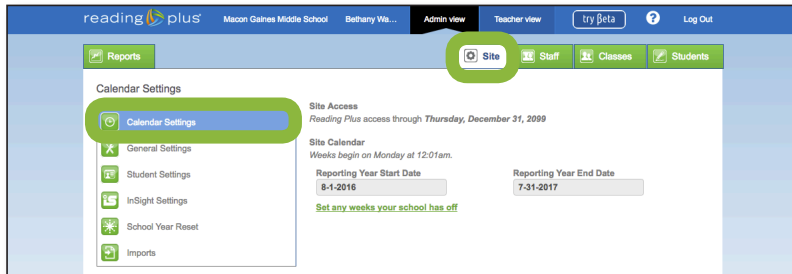 reading plus® Macon Gaines Middle School Bethany Wa... Admin view Teacher view try βeta ? Log Out
Reports Site Staff Classes Students
Calendar Settings
Calendar Settings
General Settings
Student Settings
InSight Settings
School Year Reset
Imports
Site Access
Reading Plus access through Thursday, December 31, 2099
Site Calendar
Weeks begin on Monday at 12:01am.
Reporting Year Start Date Reporting Year End Date
8-1-2016 7-31-2017
Set any weeks your school has off